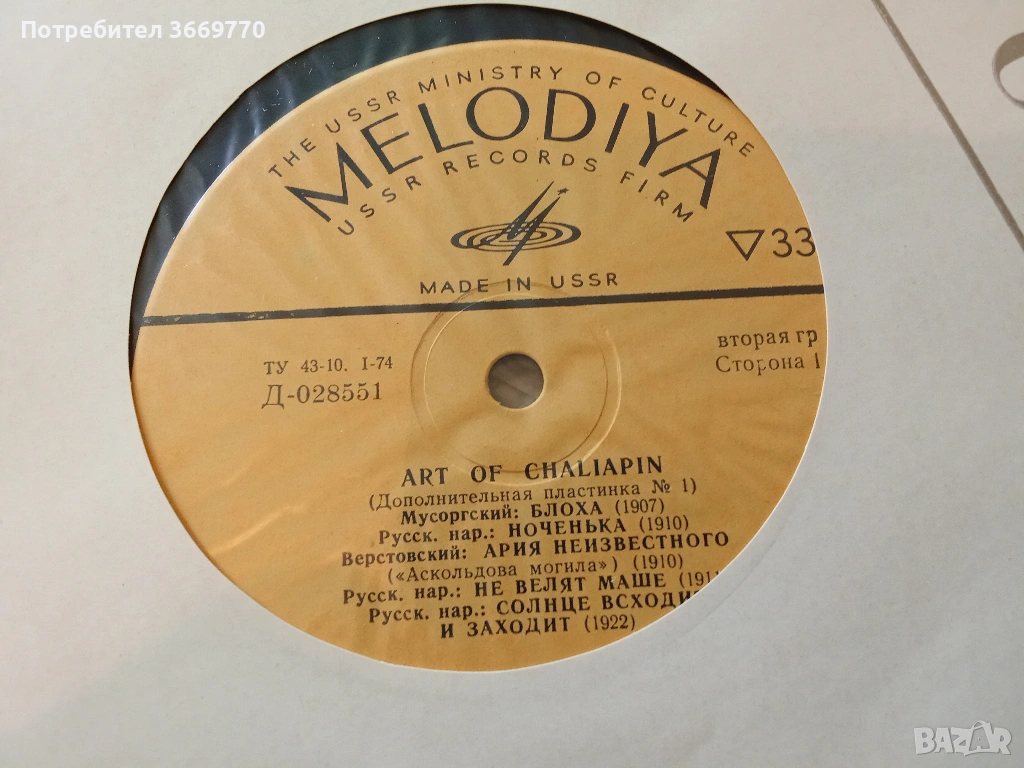 Потребител 3669770
THE USSR MINISTRY OF CULTURE
MELODIYA
USSR RECORDS FIRM
MADE IN USSR
▽33
ТУ 43-10. I-74
Д-028551
вторая гр
Сторона 1
ART OF CHALIAPIN
(Дополнительная пластинка № 1)
Мусоргский: БЛОХА (1907)
Русск. нар.: НОЧЕНЬКА (1910)
Верстовский: АРИЯ НЕИЗВЕСТНОГО
(«Аскольдова могила») (1910)
Русск. нар.: НЕ ВЕЛЯТ МАШЕ
Русск. нар.: СОЛНЦЕ ВСХОДИ
И ЗАХОДИТ (1922)
BAZAR